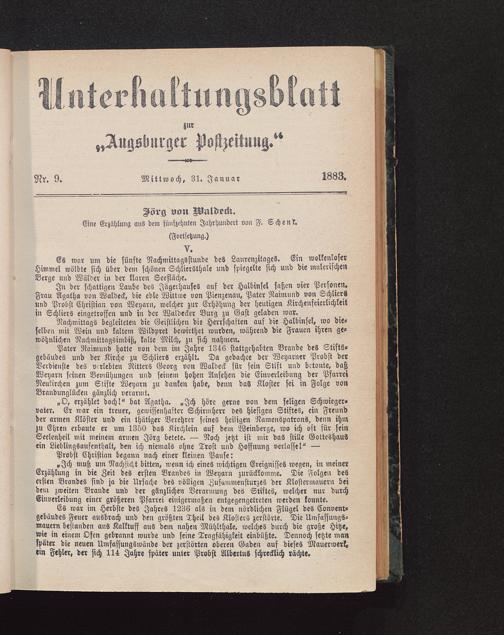 Unterhaltungsblatt
zur
„Augsburger Postzeitung.“
Nr. 9. Mittwoch, 31. Januar 1883.
Jörg von Waldeck.
Eine Erzählung aus dem fünfzehnten Jahrhundert von F. Schenk.
(Fortsetzung.)
V.
Es war um die fünfte Nachmittagsstunde des Laurenzitages. Ein wolkenloser
Himmel wölbte sich über dem schönen Schliersthale und spiegelte sich und die malerischen
Berge und Wälder in der klaren Seefläche.
In der schattigen Laube des Jägerhauses auf der Halbinsel saßen vier Personen.
Frau Agatha von Waldeck, die edle Witwe von Pienzenau, Pater Raimund von Schliers
und Probst Christian von Weyarn, welcher zur Erhöhung der heutigen Kirchenfeierlichkeit
in Schliers eingetroffen und in der Waldecker Burg zu Gast geladen war.
Nachmittags begleiteten die Geistlichen die Herrschaften auf die Halbinsel, wo die-
selben mit Wein und kaltem Wildpret bewirthet wurden, während die Frauen ihren ge-
wöhnlichen Nachmittagsimbiß, kalte Milch, zu sich nahmen.
Pater Raimund hatte von dem im Jahre 1346 stattgehabten Brande des Stifts-
gebäudes und der Kirche zu Schliers erzählt. Da gedachte der Weyarner Probst der
Verdienste des verlebten Ritters Georg von Waldeck für sein Stift und betonte, daß
Weyarn seinen Bemühungen und seinem hohen Ansehen die Einverleibung der Pfarrei
Neukirchen zum Stifte Weyarn zu danken habe, denn das Kloster sei in Folge von
Brandunglücken gänzlich verarmt.
„O, erzählet doch!“ bat Agatha. „Ich höre gerne von dem seligen Schwieger-
vater. Er war ein treuer, gewissenhafter Schirmherr des hiesigen Stiftes, ein Freund
der armen Klöster und ein thätiger Verehrer seines heiligen Namenspatrons, denn ihm
zu Ehren erbaute er um 1350 das Kirchlein auf dem Weinberge, wo ich oft für sein
Seelenheil mit meinem armen Jörg betete. — Noch jetzt ist mir das stille Gotteshaus
ein Lieblingsaufenthalt, den ich niemals ohne Trost und Hoffnung verlasse!“ —
Probst Christian begann nach einer kleinen Pause:
„Ich muß um Nachsicht bitten, wenn ich eines wichtigen Ereignisses wegen, in meiner
Erzählung in die Zeit des ersten Brandes in Weyarn zurückkomme. Die Folgen des
ersten Brandes sind ja die Ursache des völligen Zusammensturzes der Klostermauern bei
dem zweiten Brande und der gänzlichen Verarmung des Stiftes, welcher nur durch
Einverleibung einer größeren Pfarrei einigermaßen entgegengetreten werden konnte.
Es war im Herbste des Jahres 1236 als in dem nördlichen Flügel des Convent-
gebäudes Feuer ausbrach und den größten Theil des Klosters zerstörte. Die Umfassungs-
mauern bestanden aus Kalktuff aus dem nahen Mühlthale, welches durch die große Hitze,
wie in einem Ofen gebrannt wurde und seine Tragfähigkeit einbüßte. Dennoch setzte man
später die neuen Umfassungswände der zerstörten oberen Gaden auf dieses Mauerwerk,
ein Fehler, der sich 114 Jahre später unter Probst Albertus schrecklich rächte.